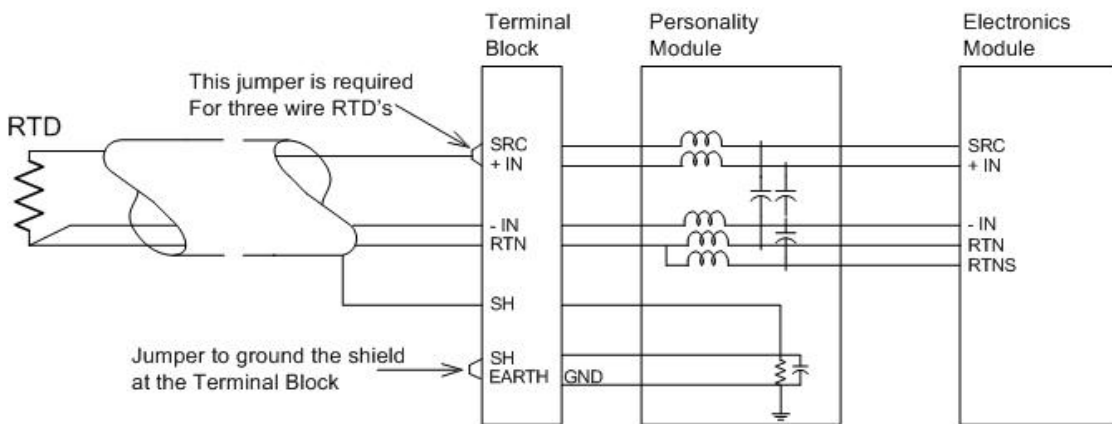 Terminal
Block
Personality
Module
Electronics
Module
This jumper is required
For three wire RTD's
RTD
SRC
+ IN
- IN
RTN
SH
SH
EARTH
GND
SRC
+ IN
- IN
RTN
RTNS
Jumper to ground the shield
at the Terminal Block